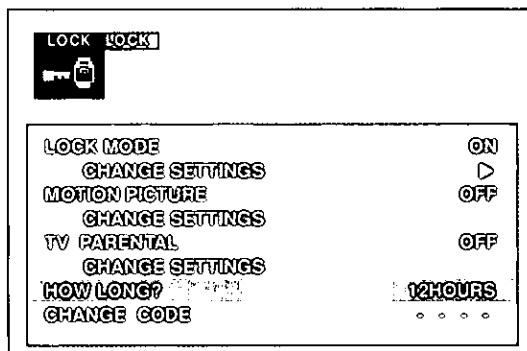 LOCK LOCK
LOCK MODE ON
CHANGE SETTINGS ▷
MOTION PICTURE OFF
CHANGE SETTINGS
TV PARENTAL OFF
CHANGE SETTINGS
HOW LONG? 12HOURS
CHANGE CODE